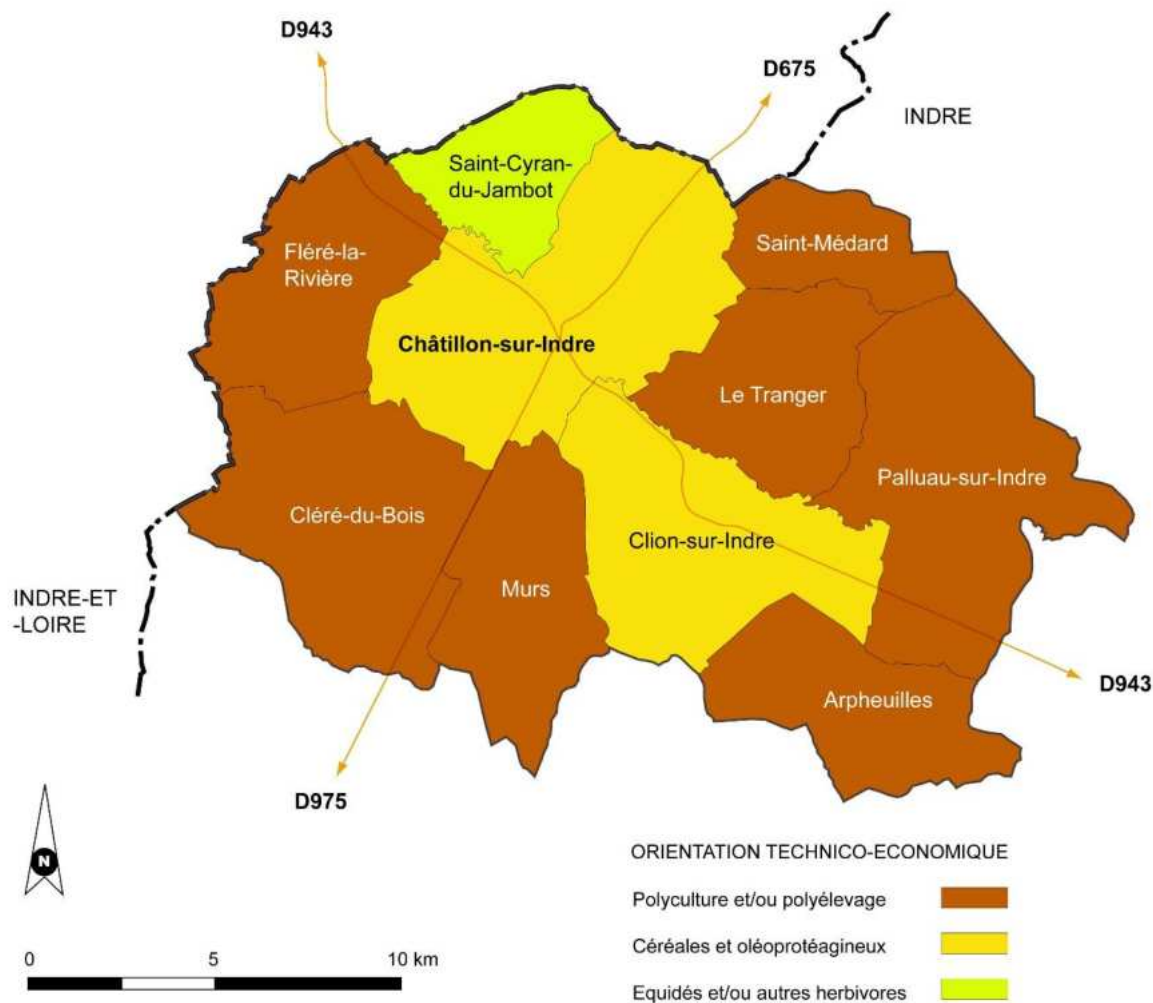 D943
D675
INDRE
Saint-Cyran-
du-Jambot
Saint-Médard
Fléré-la-
Rivière
Châtillon-sur-Indre
Le Tranger
Palluau-sur-Indre
Cléré-du-Bois
Clion-sur-Indre
Murs
INDRE-ET
-LOIRE
D943
Arpheuilles
D975
N
ORIENTATION TECHNICO-ECONOMIQUE
Polyculture et/ou polyélevage
Céréales et oléoprotéagineux
Equidés et/ou autres herbivores
0 5 10 km